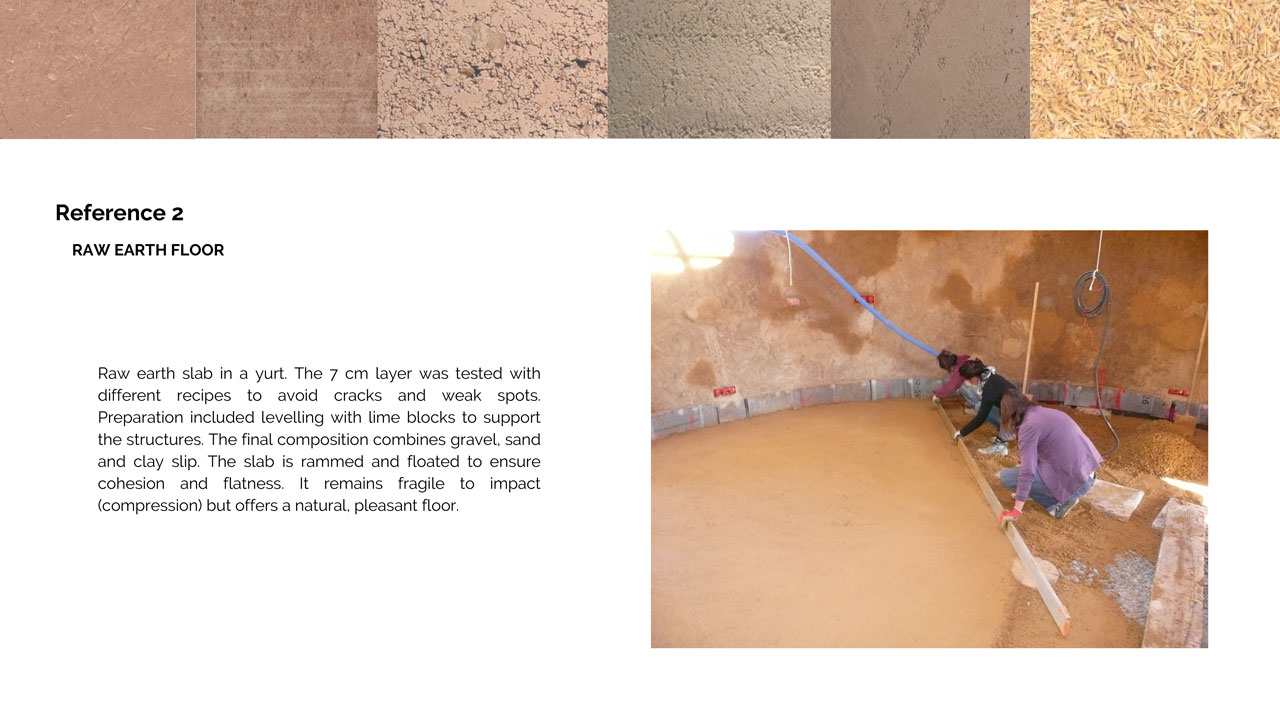 Reference 2
RAW EARTH FLOOR
Raw earth slab in a yurt. The 7 cm layer was tested with
different recipes to avoid cracks and weak spots.
Preparation included levelling with lime blocks to support
the structures. The final composition combines gravel, sand
and clay slip. The slab is rammed and floated to ensure
cohesion and flatness. It remains fragile to impact
(compression) but offers a natural, pleasant floor.